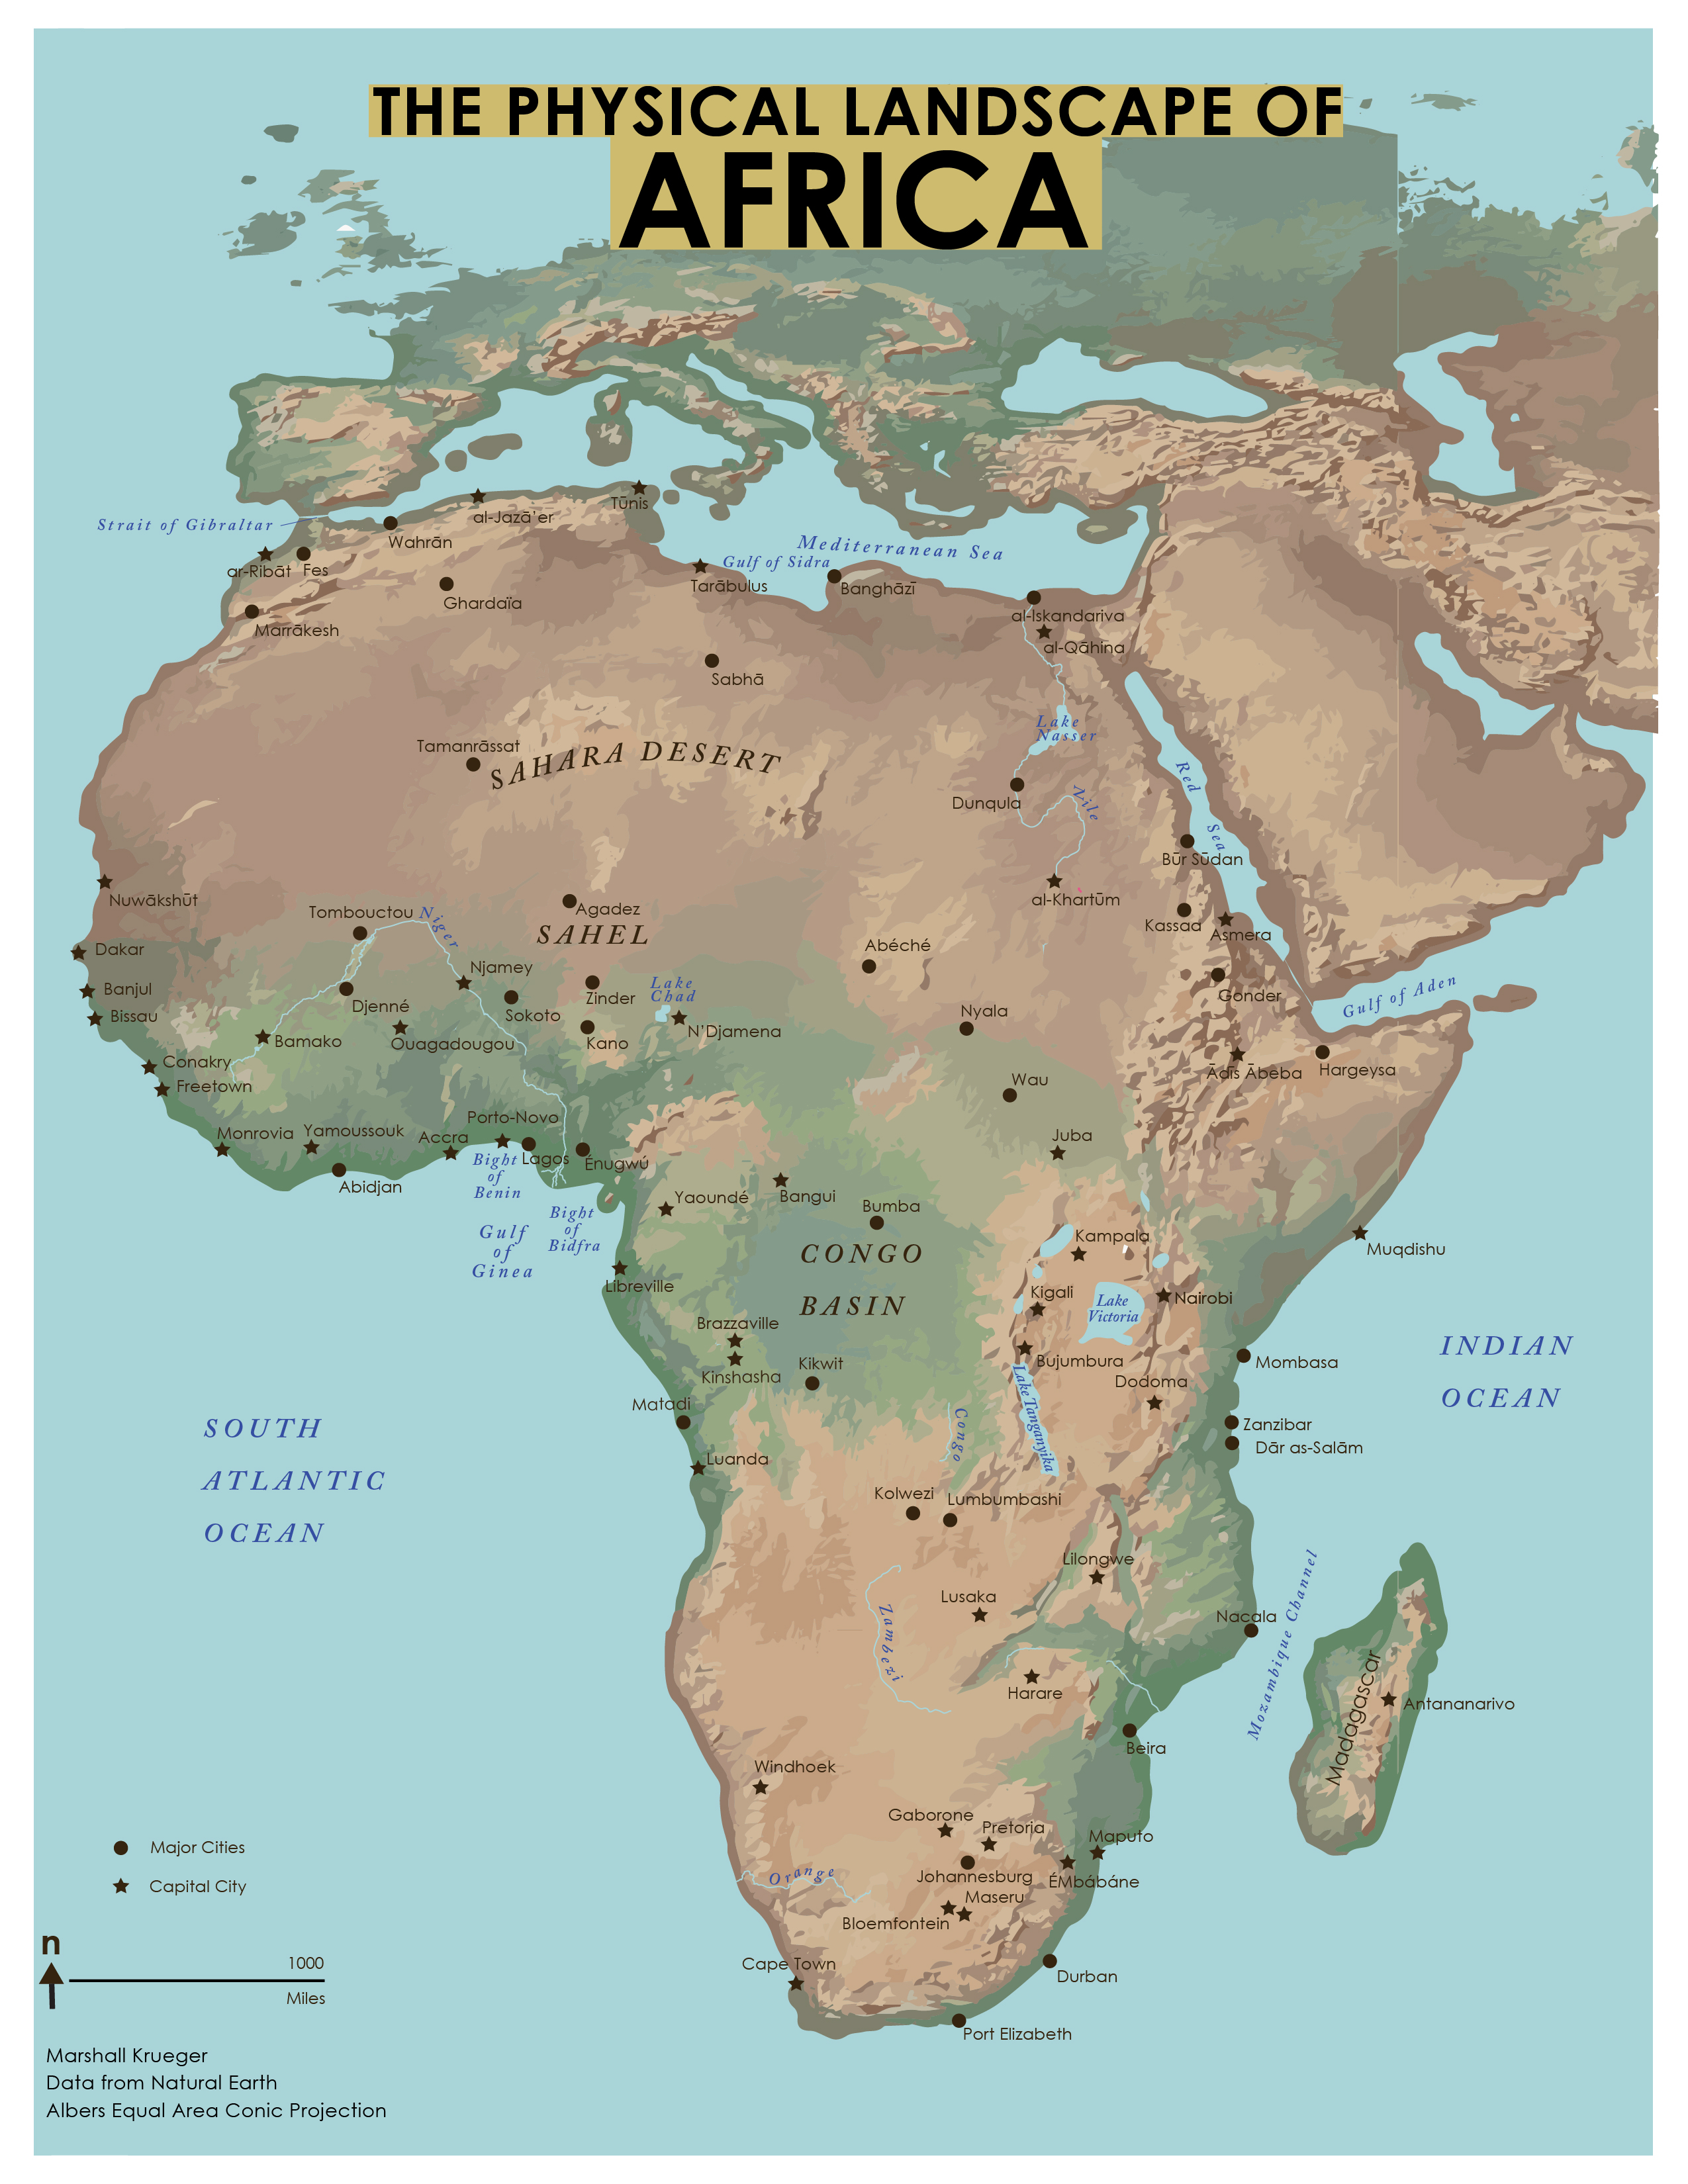 THE PHYSICAL LANDSCAPE OF
AFRICA
Strait of Gibraltar
al-Jazā'er
Tūnis
Wahrān
ar-Ribāt
Fes
Mediterranean Sea
Gulf of Sidra
Tarābulus
Banghāzī
Ghardaïa
Marrākesh
al-Iskandariva
al-Qāhina
Sabhā
Lake
Nasser
Tamanrāssat
SAHARA DESERT
Red
Sea
Dunqula
Nile
Būr Sūdan
Nuwākshūt
al-Khartūm
Tombouctou
Niger
Agadez
SAHEL
Kassaa
Asmera
Dakar
Abéché
Banjul
Njamey
Lake
Chad
Gonder
Gulf of Aden
Bissau
Djenné
Sokoto
Zinder
Nyala
Bamako
Ouagadougou
Kano
N'Djamena
Conakry
Freetown
Wau
Ādīs Ābeba
Hargeysa
Monrovia
Yamoussouk
Accra
Porto-Novo
Lagos
Énugwú
Juba
Abidjan
Bight
of
Benin
Yaoundé
Bangui
Bumba
Bight
of
Bidfra
Gulf
of
Ginea
CONGO
BASIN
Kampala
Muqdishu
Libreville
Kigali
Lake
Victoria
Nairobi
Brazzaville
Kinshasha
Kikwit
Bujumbura
Dodoma
Mombasa
INDIAN
OCEAN
Matadi
Congo
Lake Tanganyika
Zanzibar
Dār as-Salām
SOUTH
ATLANTIC
OCEAN
Luanda
Kolwezi
Lumbumbashi
Lilongwe
Lusaka
Zambezi
Nacala
Mozambique Channel
Harare
Madagascar
Antananarivo
Beira
Windhoek
Gaborone
Pretoria
Maputo
Johannesburg
ÉMbábáne
Orange
Maseru
Bloemfontein
Cape Town
Durban
Port Elizabeth
Major Cities
Capital City
n
1000
Miles
Marshall Krueger
Data from Natural Earth
Albers Equal Area Conic Projection